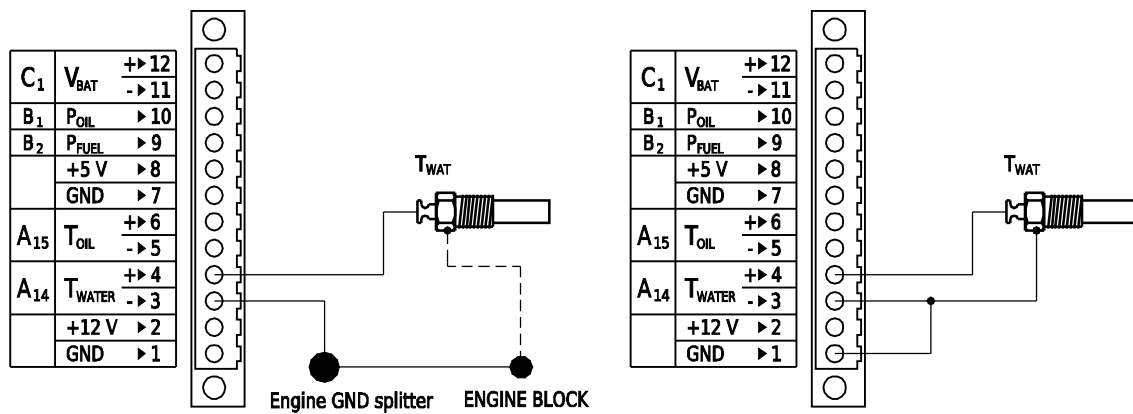 C1 VBAT +▶12
-▶11
B1 POIL ▶10
B2 PFUEL ▶9
+5 V ▶8
GND ▶7
A15 TOIL +▶6
-▶5
A14 TWATER +▶4
-▶3
+12 V ▶2
GND ▶1
TWAT
Engine GND splitter
ENGINE BLOCK
C1 VBAT +▶12
-▶11
B1 POIL ▶10
B2 PFUEL ▶9
+5 V ▶8
GND ▶7
A15 TOIL +▶6
-▶5
A14 TWATER +▶4
-▶3
+12 V ▶2
GND ▶1
TWAT